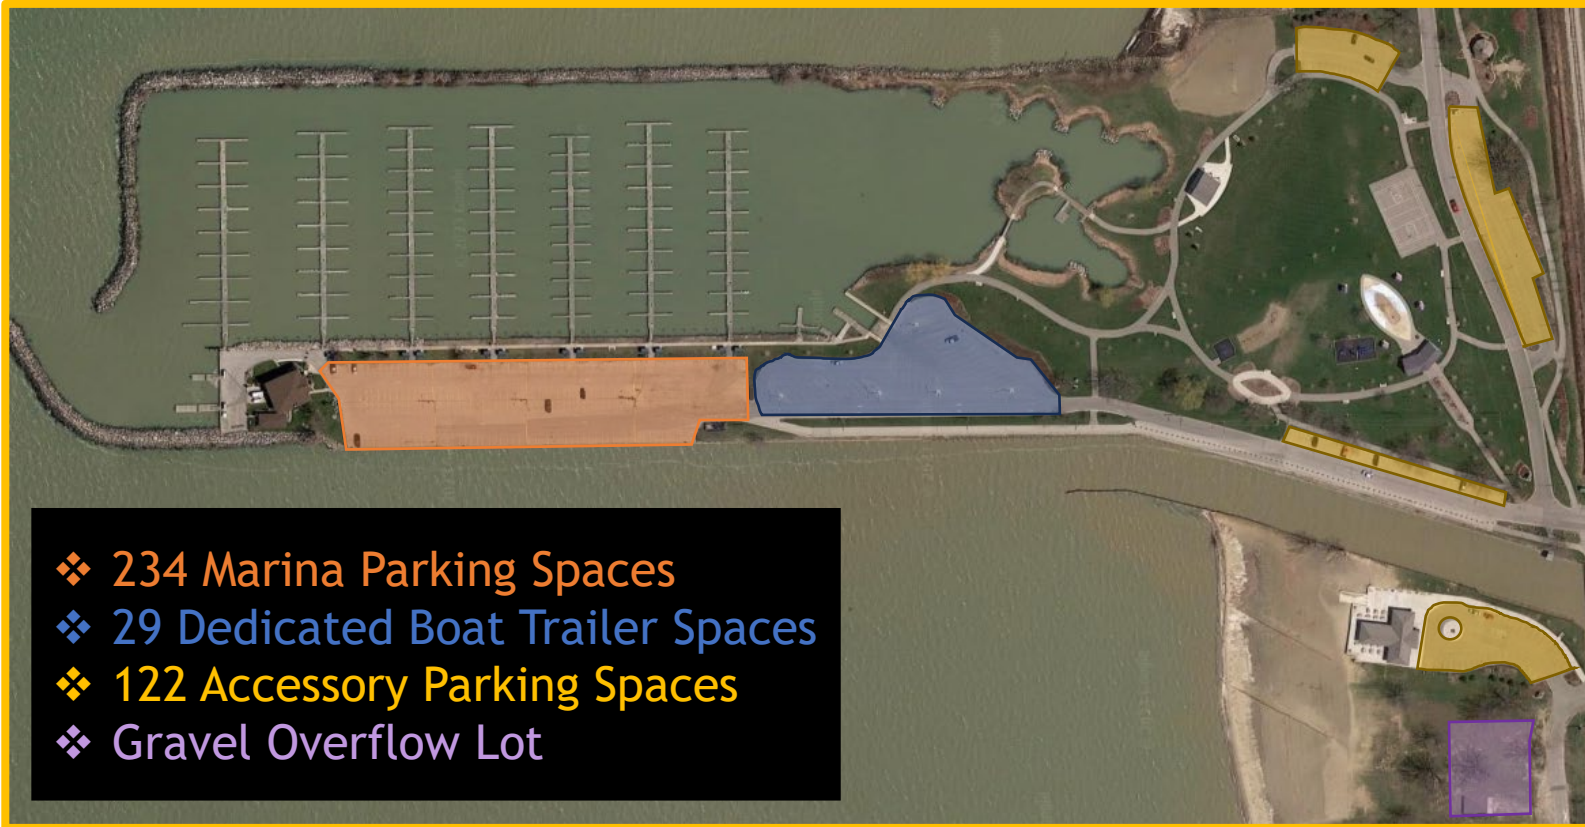 ❖ 234 Marina Parking Spaces
❖ 29 Dedicated Boat Trailer Spaces
❖ 122 Accessory Parking Spaces
❖ Gravel Overflow Lot